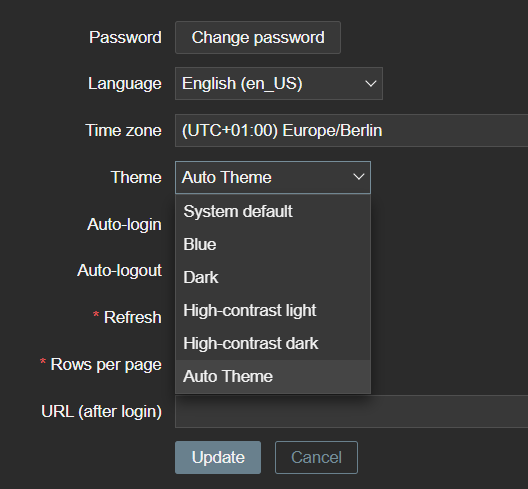 Password Change password
Language English (en_US)
Time zone (UTC+01:00) Europe/Berlin
Theme Auto Theme
System default
Auto-login
Blue
Auto-logout
Dark
* Refresh
High-contrast light
High-contrast dark
* Rows per page
Auto Theme
URL (after login)
Update Cancel